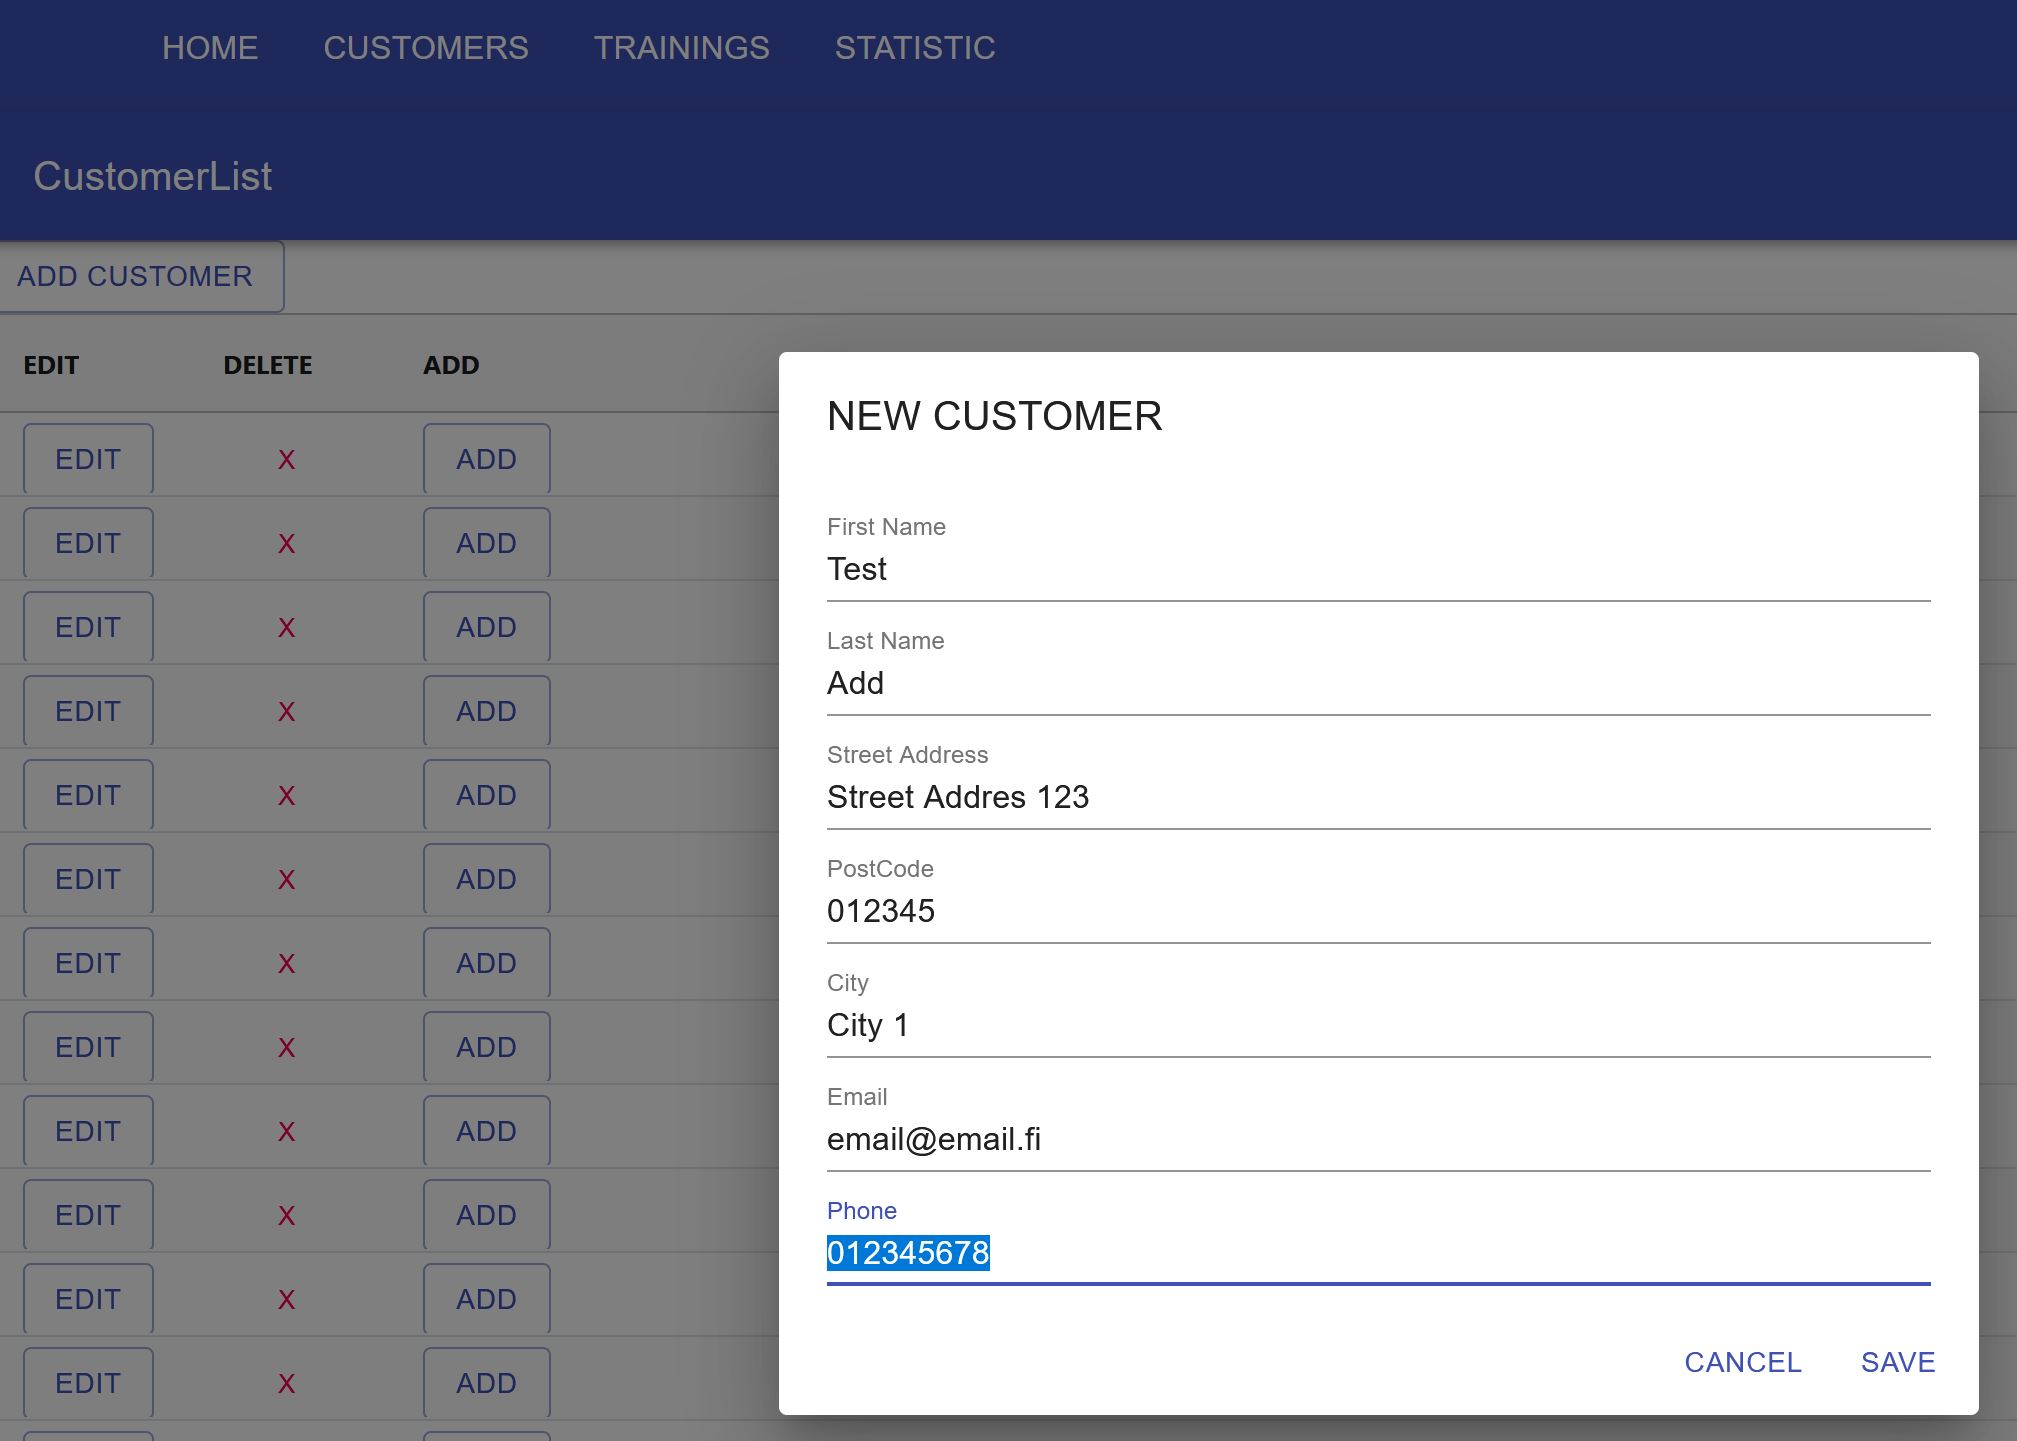 HOME CUSTOMERS TRAININGS STATISTIC
CustomerList
ADD CUSTOMER
EDIT DELETE ADD
EDIT X ADD
EDIT X ADD
EDIT X ADD
EDIT X ADD
EDIT X ADD
EDIT X ADD
EDIT X ADD
EDIT X ADD
EDIT X ADD
EDIT X ADD
EDIT X ADD
EDIT X ADD
NEW CUSTOMER
First Name
Test
Last Name
Add
Street Address
Street Addres 123
PostCode
012345
City
City 1
Email
email@email.fi
Phone
012345678
CANCEL SAVE